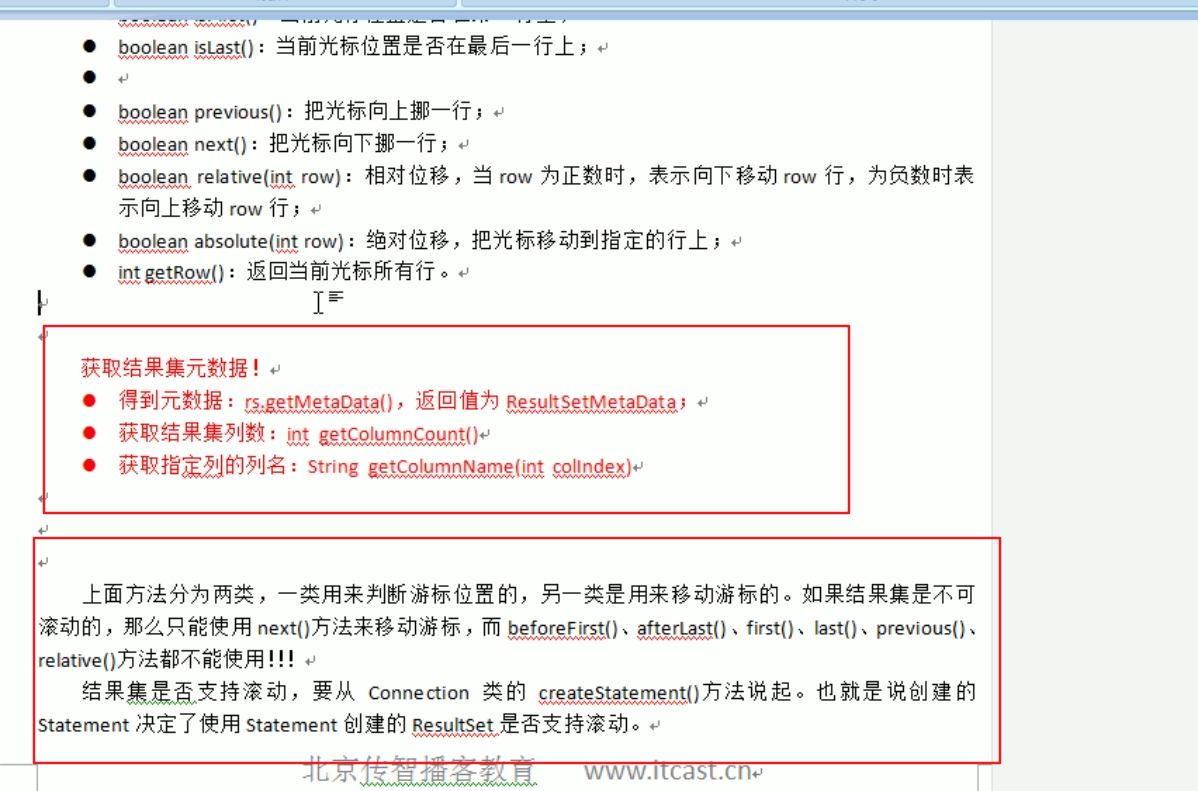 boolean isLast()：当前光标位置是否在最后一行上；
boolean previous()：把光标向上挪一行；
boolean next()：把光标向下挪一行；
boolean relative(int row)：相对位移，当 row 为正数时，表示向下移动 row 行，为负数时表
示向上移动 row 行；
boolean absolute(int row)：绝对位移，把光标移动到指定的行上；
int getRow()：返回当前光标所有行。
获取结果集元数据！
得到元数据：rs.getMetaData()，返回值为 ResultSetMetaData；
获取结果集列数：int getColumnCount()
获取指定列的列名：String getColumnName(int colIndex)
上面方法分为两类，一类用来判断游标位置的，另一类是用来移动游标的。如果结果集是不可
滚动的，那么只能使用 next()方法来移动游标，而 beforeFirst()、afterLast()、first()、last()、previous()、
relative()方法都不能使用!!!
结果集是否支持滚动，要从 Connection 类的 createStatement()方法说起。也就是说创建的
Statement 决定了使用 Statement 创建的 ResultSet 是否支持滚动。
北京传智播客教育 www.itcast.cn